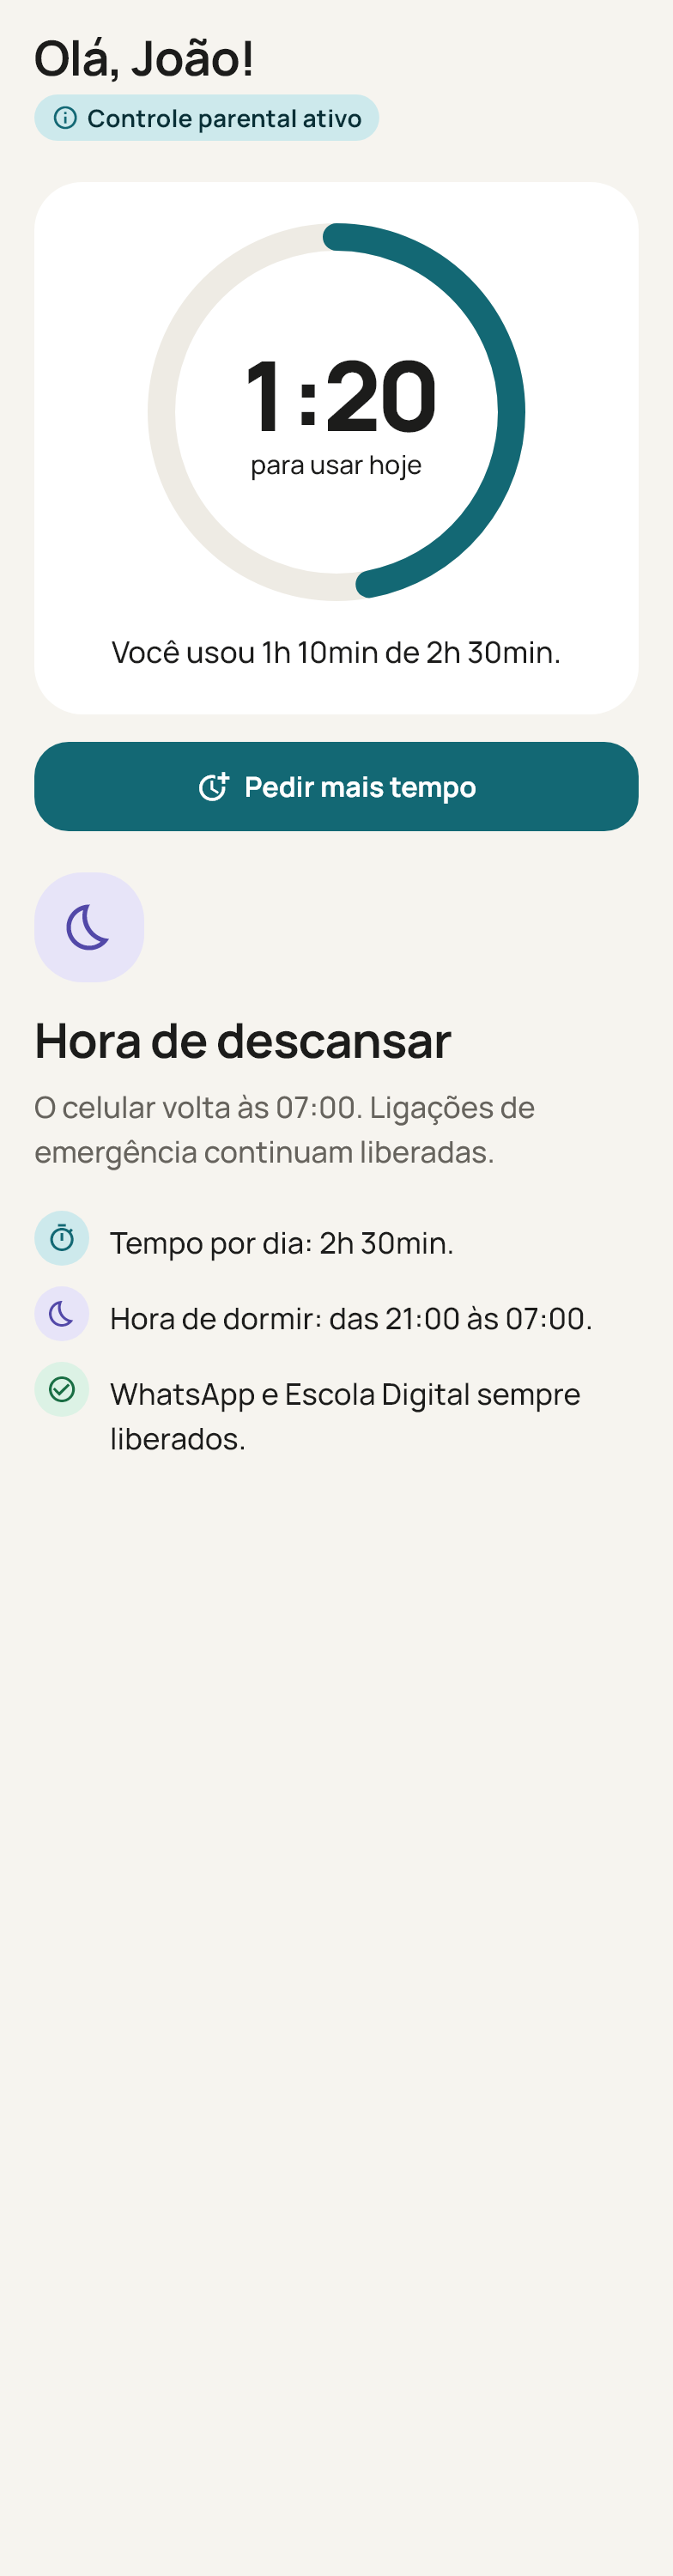 Olá, João!
Controle parental ativo
1:20
para usar hoje
Você usou 1h 10min de 2h 30min.
Pedir mais tempo
Hora de descansar
O celular volta às 07:00. Ligações de
emergência continuam liberadas.
Tempo por dia: 2h 30min.
Hora de dormir: das 21:00 às 07:00.
WhatsApp e Escola Digital sempre
liberados.